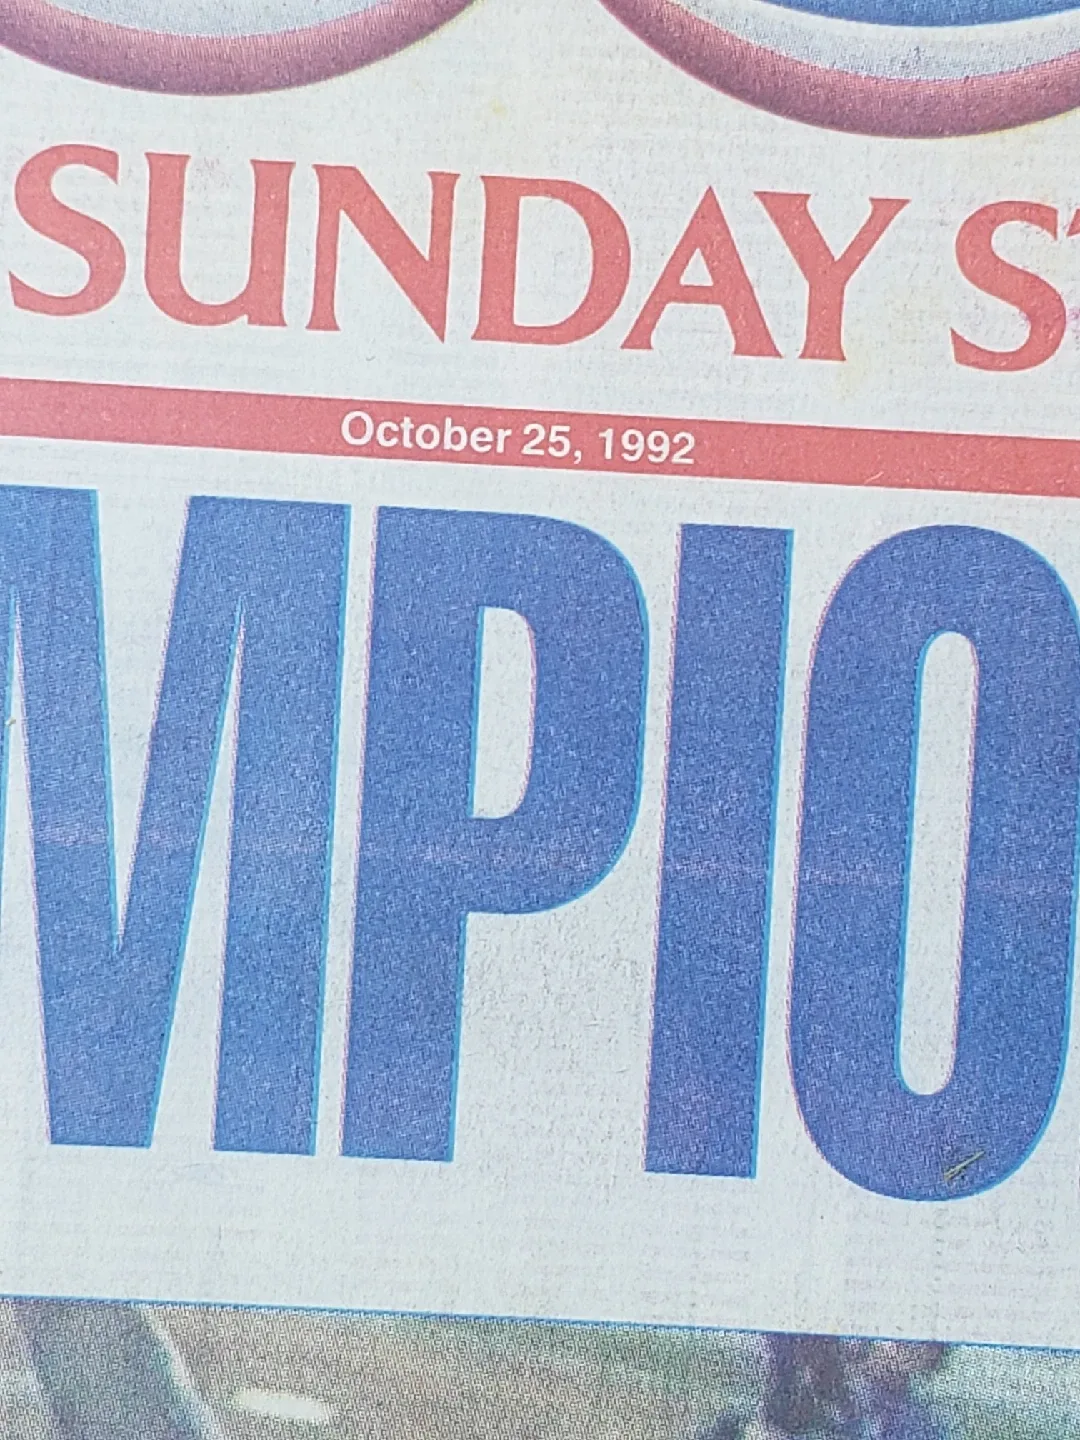 SUNDAY S
October 25, 1992
MPIO